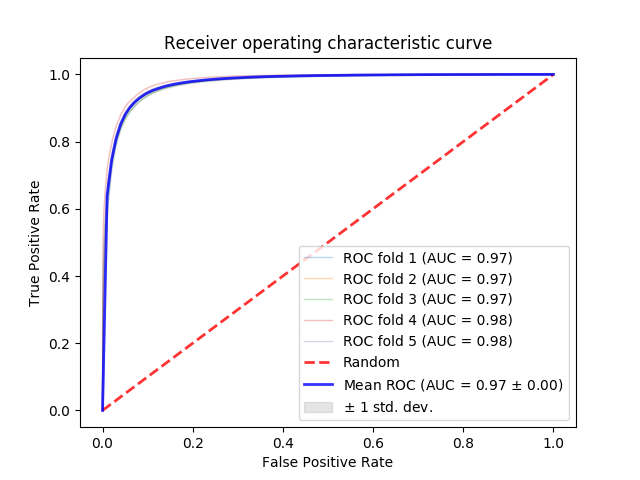 Receiver operating characteristic curve
True Positive Rate
1.0
0.8
0.6
0.4
0.2
0.0
ROC fold 1 (AUC = 0.97)
ROC fold 2 (AUC = 0.97)
ROC fold 3 (AUC = 0.97)
ROC fold 4 (AUC = 0.98)
ROC fold 5 (AUC = 0.98)
Random
Mean ROC (AUC = 0.97 ± 0.00)
± 1 std. dev.
0.0 0.2 0.4 0.6 0.8 1.0
False Positive Rate